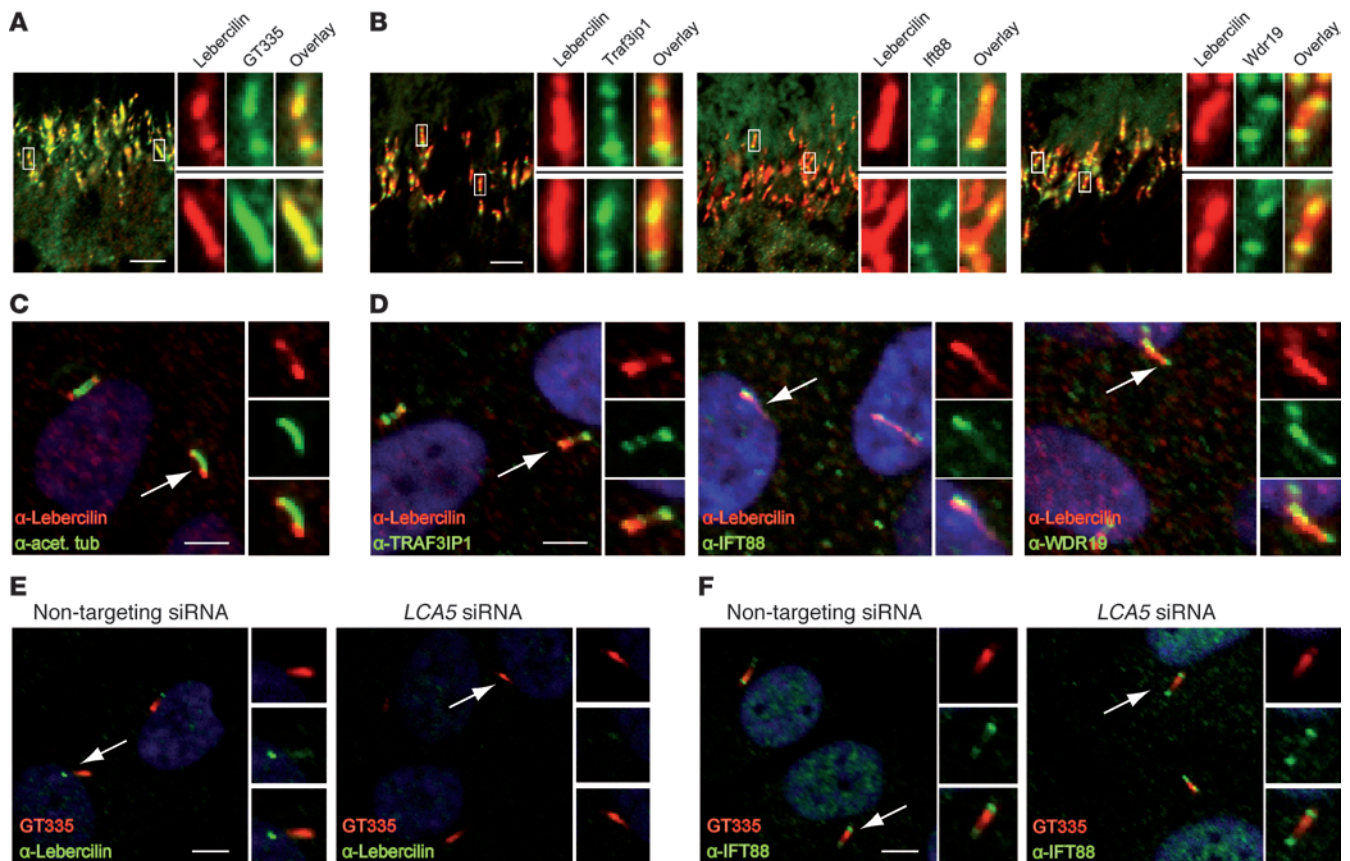 A
Lebercilin
GT335
Overlay
B
Lebercilin
Traf3ip1
Overlay
Lebercilin
Ift88
Overlay
Lebercilin
Wdr19
Overlay
C
α-Lebercilin
α-acet. tub
D
α-Lebercilin
α-TRAF3IP1
α-Lebercilin
α-IFT88
α-Lebercilin
α-WDR19
E
Non-targeting siRNA
LCA5 siRNA
GT335
α-Lebercilin
GT335
α-Lebercilin
F
Non-targeting siRNA
LCA5 siRNA
GT335
α-IFT88
GT335
α-IFT88